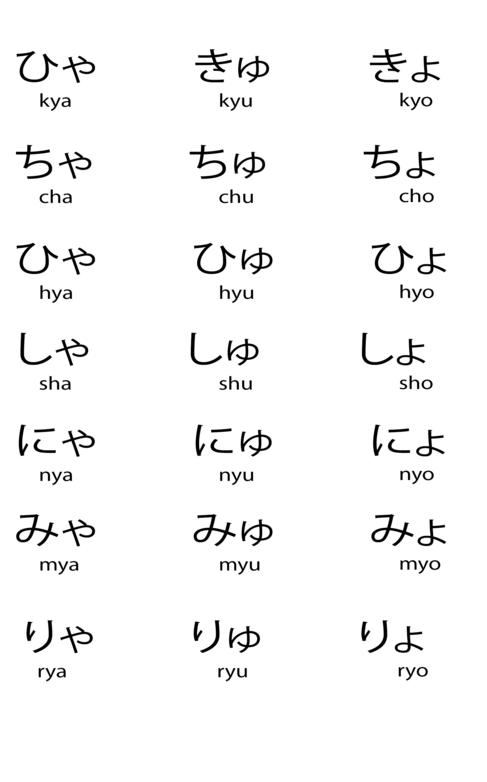 ひゃ きゅ きょ
kya kyu kyo
ちゃ ちゅ ちょ
cha chu cho
ひゃ ひゅ ひょ
hya hyu hyo
しゃ しゅ しょ
sha shu sho
にゃ にゅ にょ
nya nyu nyo
みゃ みゅ みょ
mya myu myo
りゃ りゅ りょ
rya ryu ryo